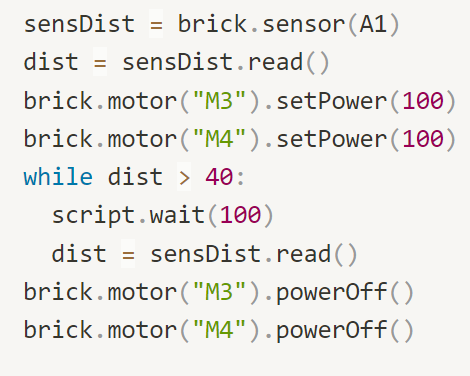 sensDist = brick.sensor(A1)
dist = sensDist.read()
brick.motor("M3").setPower(100)
brick.motor("M4").setPower(100)
while dist > 40:
  script.wait(100)
  dist = sensDist.read()
brick.motor("M3").powerOff()
brick.motor("M4").powerOff()